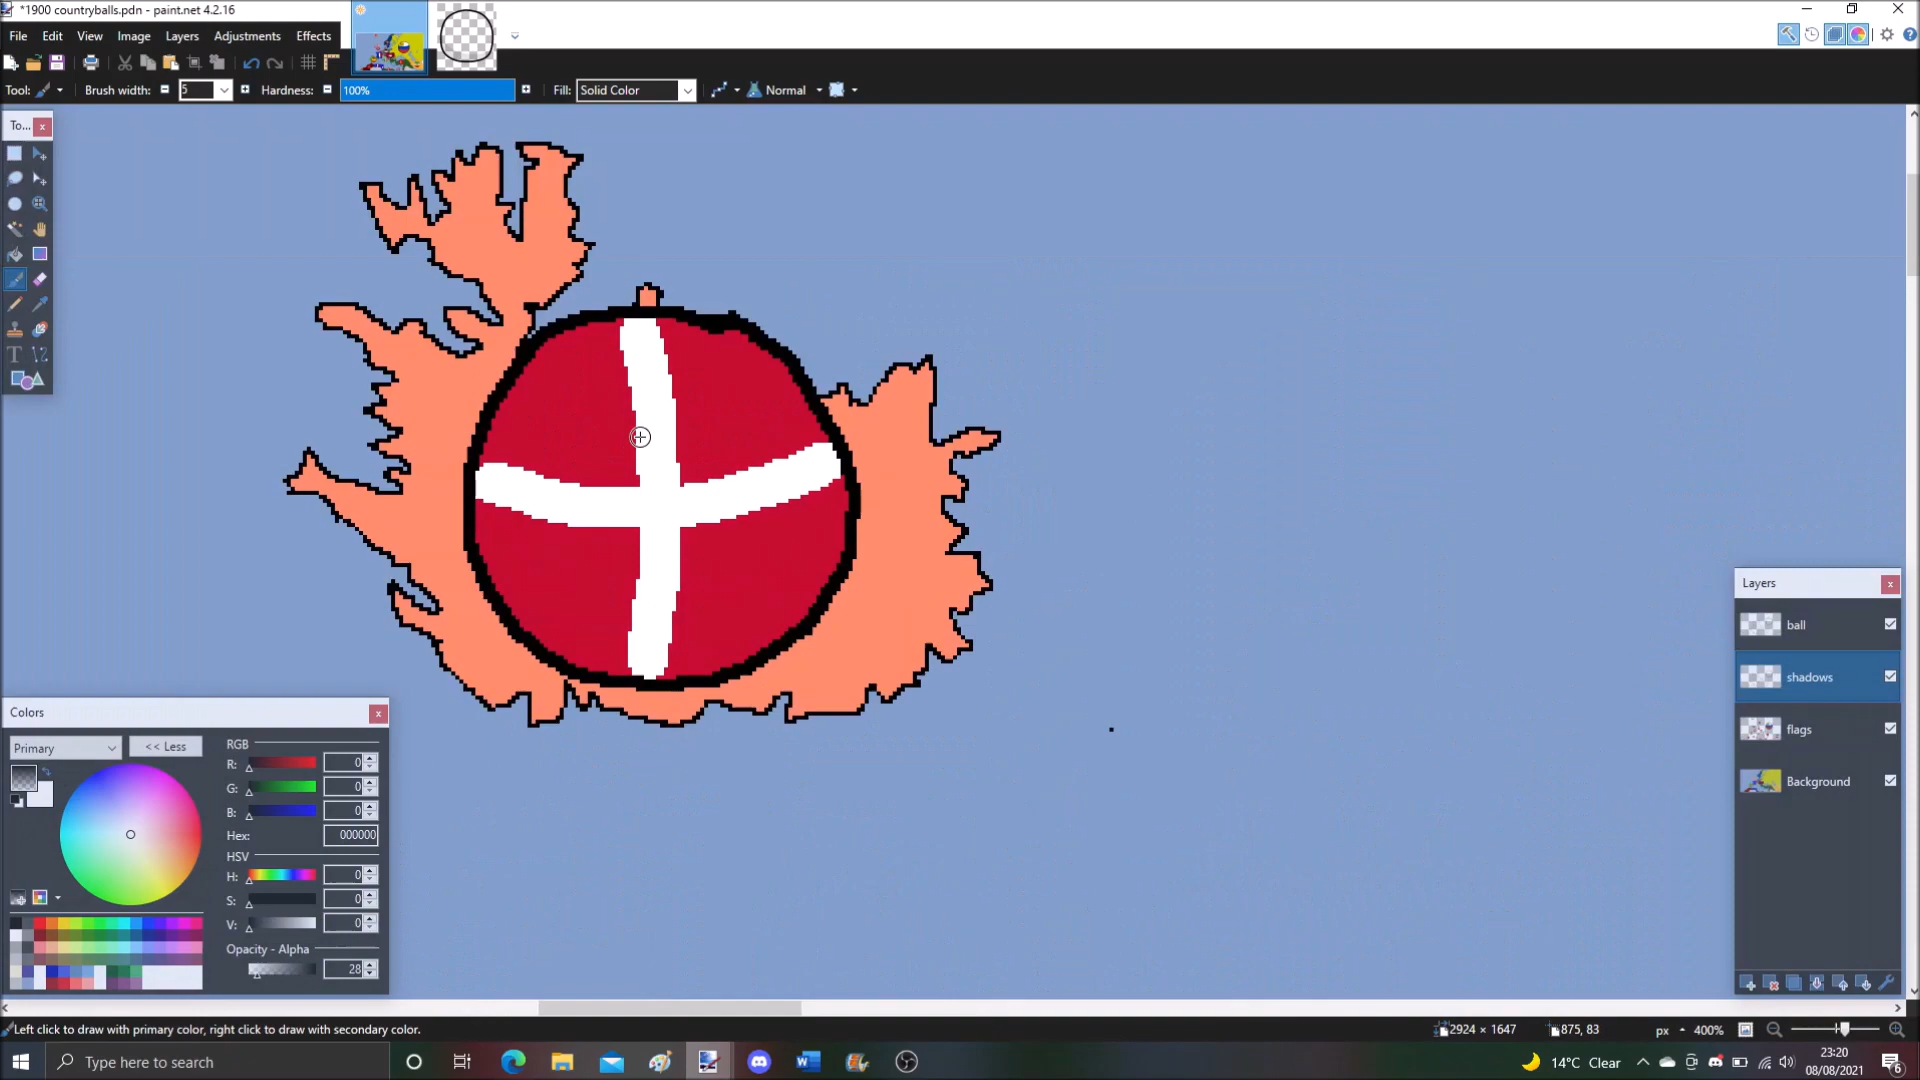 *1900 countryballs.pdn - paint.net 4.2.16
File Edit View Image Layers Adjustments Effects
Tool: Brush width: 5 Hardness: 100% Fill: Solid Color Normal
To...
Layers
ball
shadows
flags
Background
Colors
Primary << Less RGB
R: 0
G: 0
B: 0
Hex: 000000
HSV
H: 0
S: 0
V: 0
Opacity - Alpha
28
Left click to draw with primary color, right click to draw with secondary color. 2924 × 1647 875, 83 px 400%
Type here to search 14°C Clear 23:20
08/08/2021
6